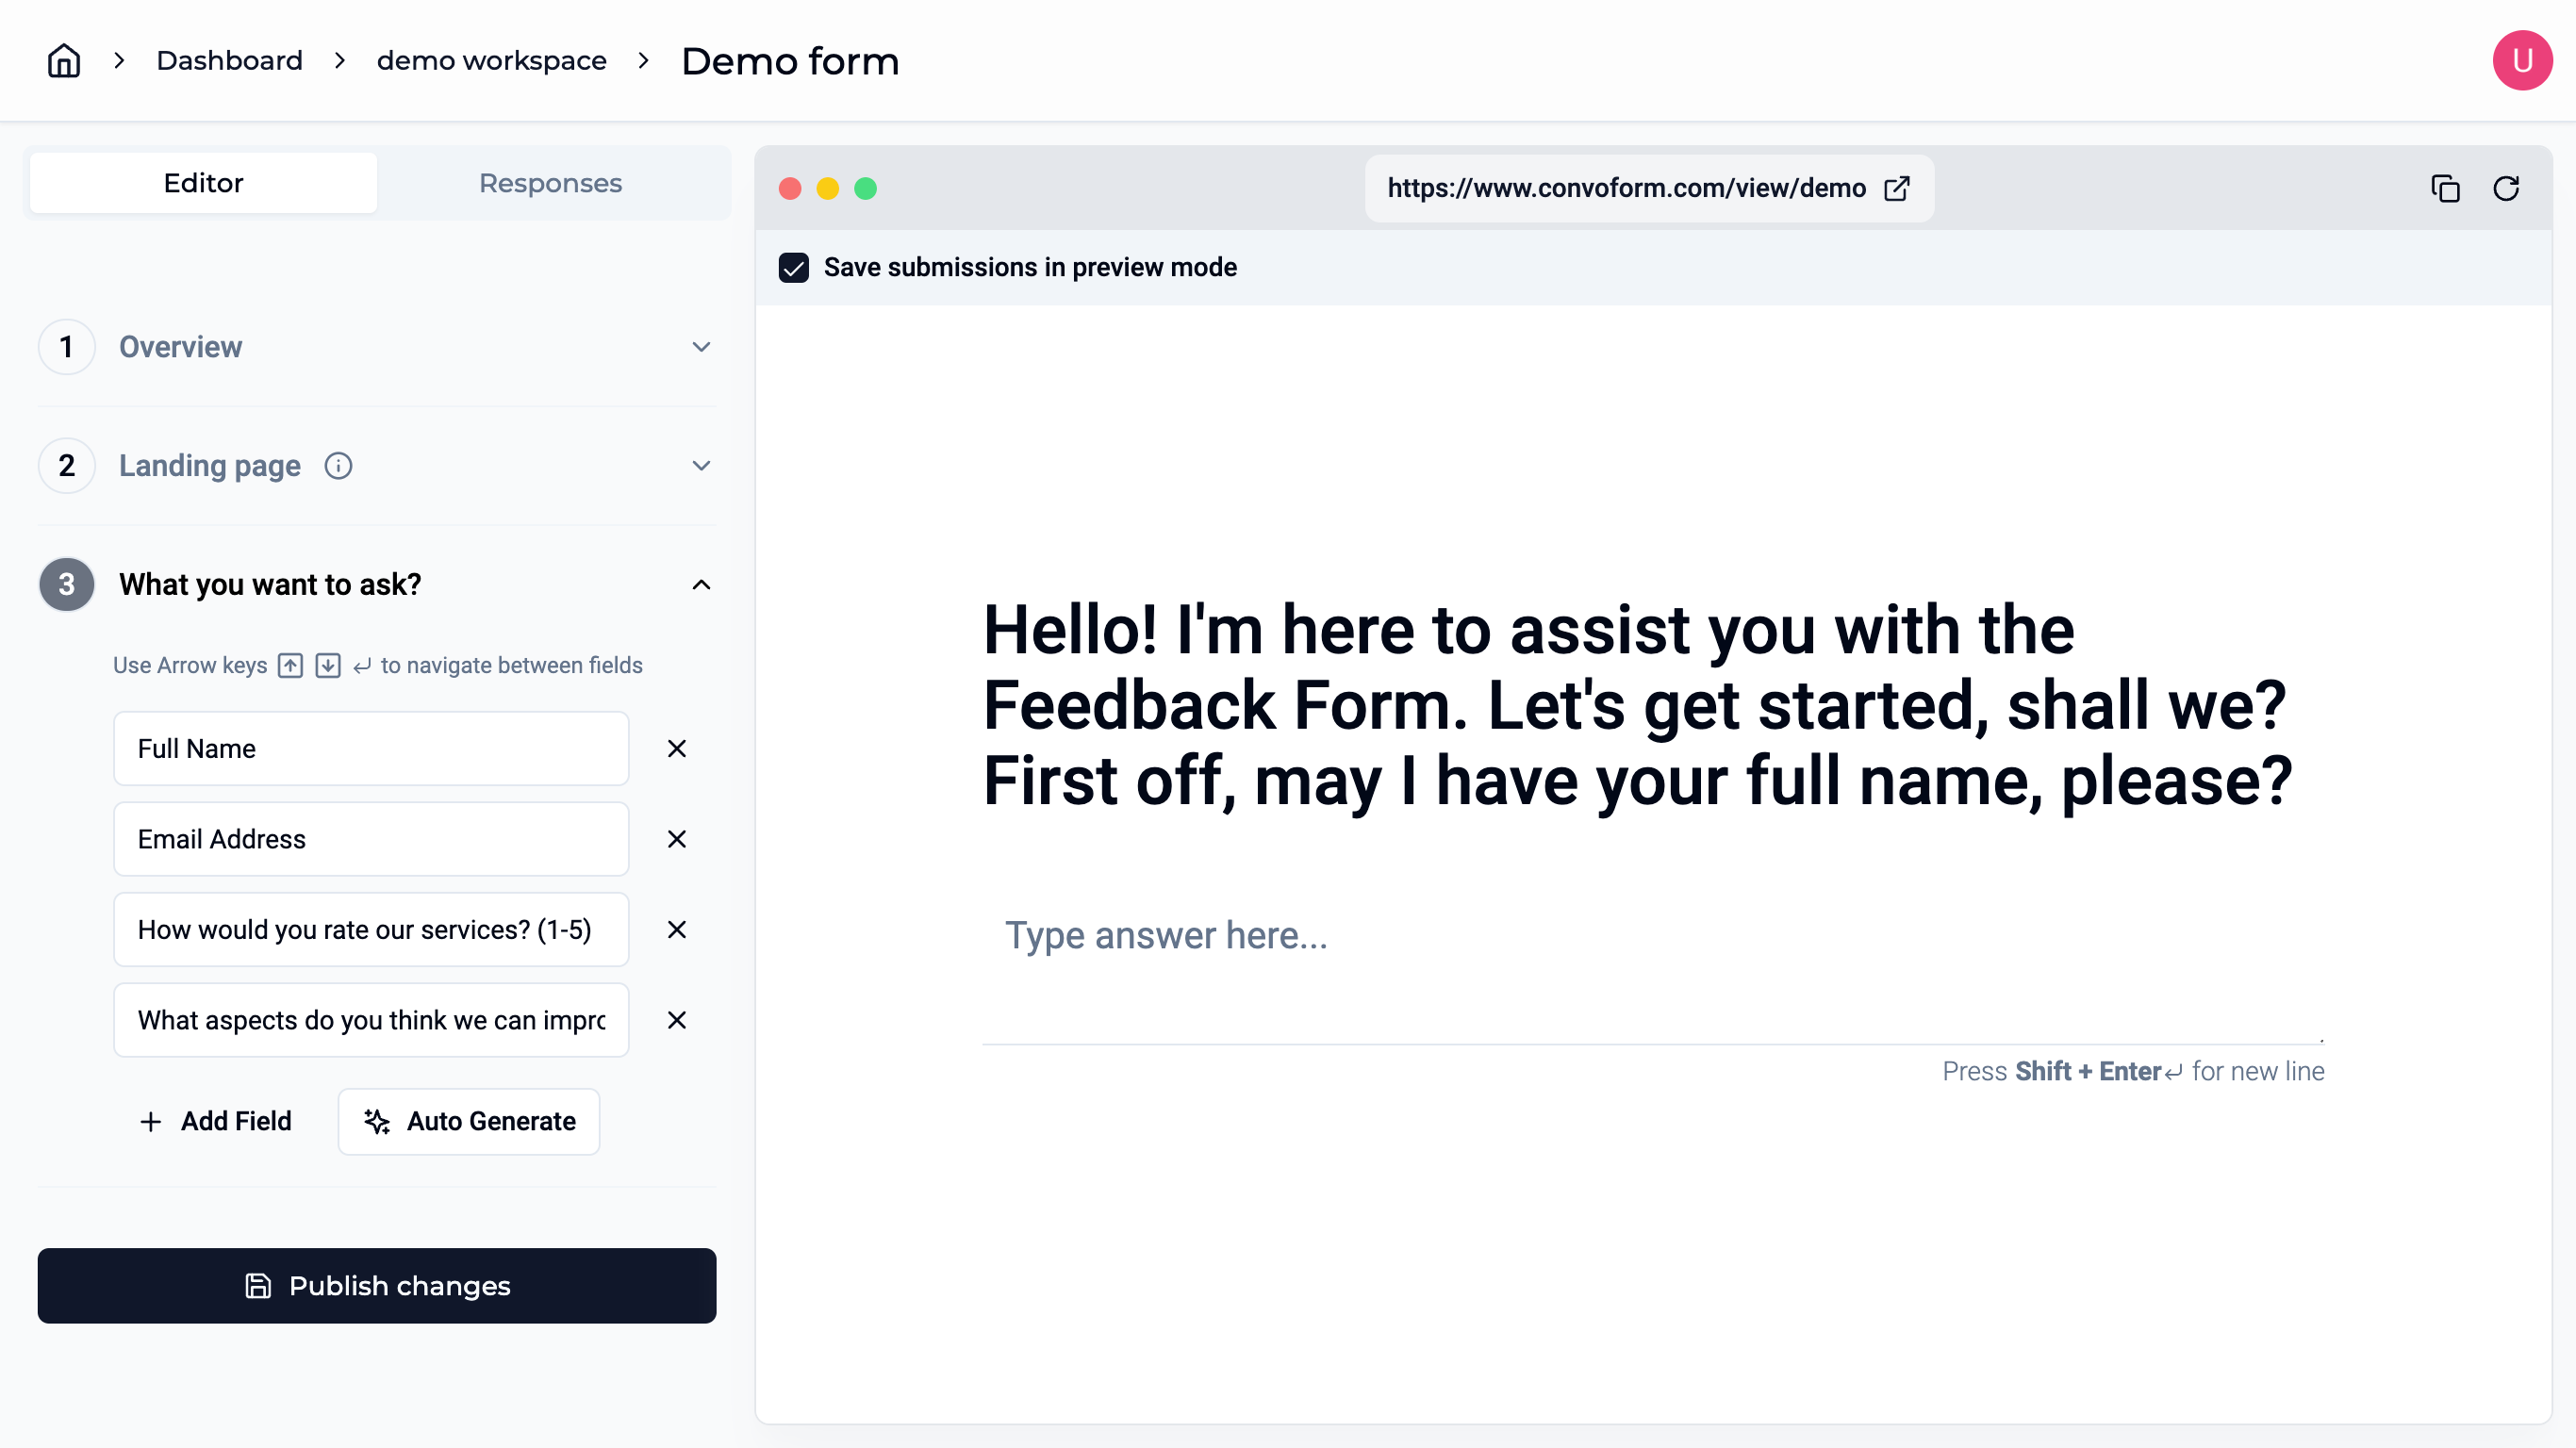 Dashboard
demo workspace
Demo form
U
Editor
Responses
1 Overview
2 Landing page
3 What you want to ask?
Use Arrow keys to navigate between fields
Full Name
Email Address
How would you rate our services? (1-5)
What aspects do you think we can impro
Add Field
Auto Generate
Publish changes
https://www.convoform.com/view/demo
Save submissions in preview mode
Hello! I'm here to assist you with the
Feedback Form. Let's get started, shall we?
First off, may I have your full name, please?
Type answer here...
Press Shift + Enter for new line